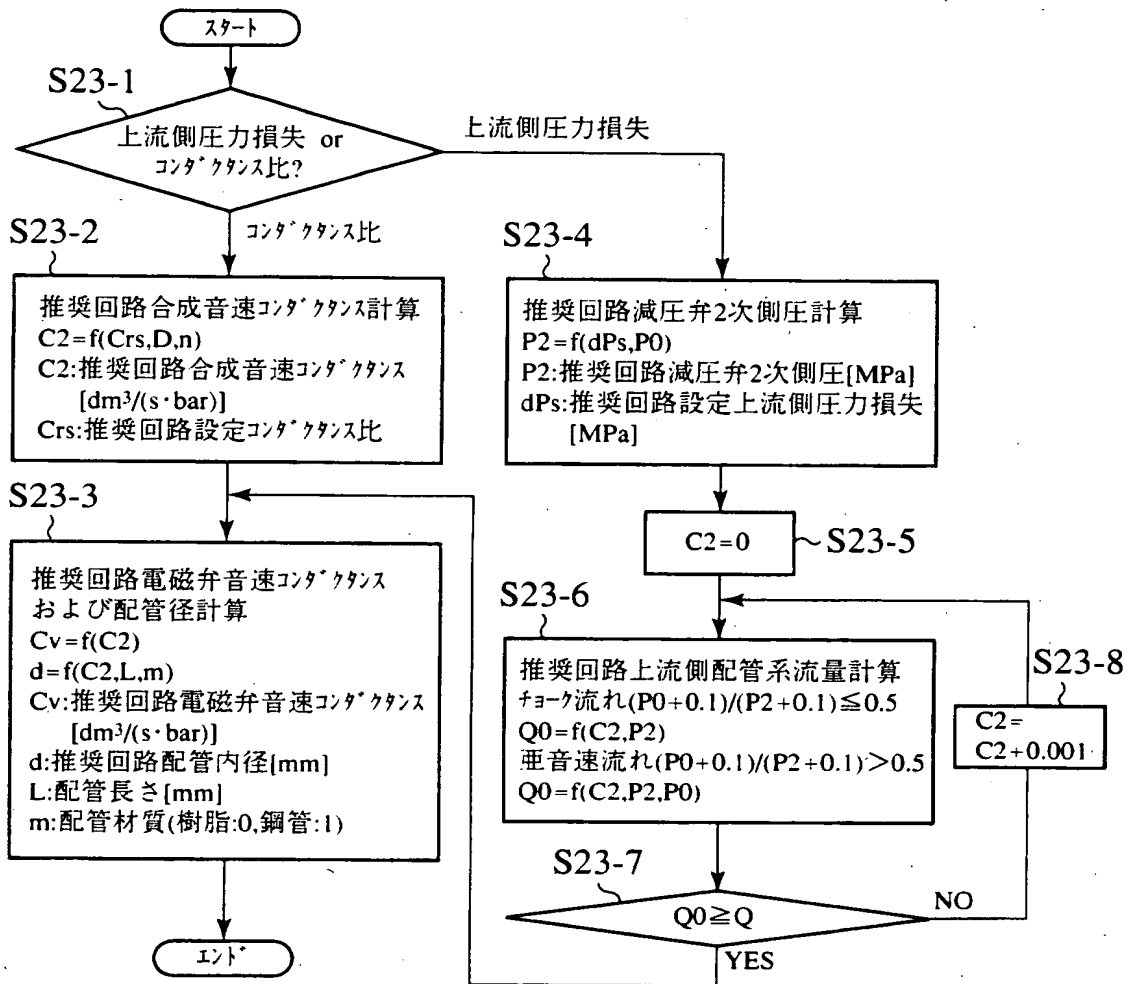 スタート
S23-1
上流側圧力損失 or
コンダクタンス比?
上流側圧力損失
コンダクタンス比
S23-2
推奨回路合成音速コンダクタンス計算
C2=f(Crs,D,n)
C2:推奨回路合成音速コンダクタンス
[dm³/(s·bar)]
Crs:推奨回路設定コンダクタンス比
S23-3
推奨回路電磁弁音速コンダクタンス
および配管径計算
Cv=f(C2)
d=f(C2,L,m)
Cv:推奨回路電磁弁音速コンダクタンス
[dm³/(s·bar)]
d:推奨回路配管内径[mm]
L:配管長さ[mm]
m:配管材質(樹脂:0,鋼管:1)
エンド
S23-4
推奨回路減圧弁2次側圧計算
P2=f(dPs,P0)
P2:推奨回路減圧弁2次側圧[MPa]
dPs:推奨回路設定上流側圧力損失
[MPa]
C2=0
S23-5
S23-6
推奨回路上流側配管系流量計算
チョーク流れ(P0+0.1)/(P2+0.1)≦0.5
Q0=f(C2,P2)
亜音速流れ(P0+0.1)/(P2+0.1)>0.5
Q0=f(C2,P2,P0)
S23-7
Q0≧Q
NO
YES
S23-8
C2=
C2+0.001